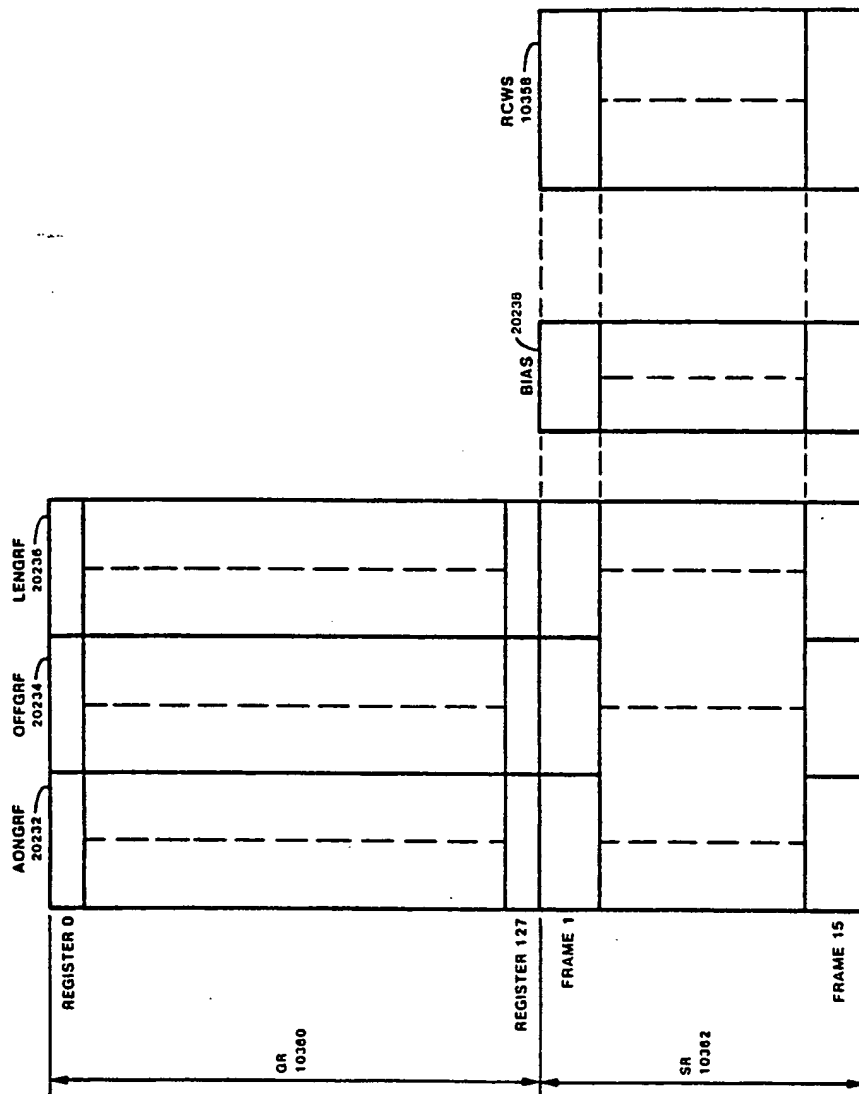 AONGRF
20232
OFFGRF
20234
LENGRF
20236
BIAS
20238
RCWS
10358
REGISTER 0
GR
10360
REGISTER 127
FRAME 1
SR
10362
FRAME 15